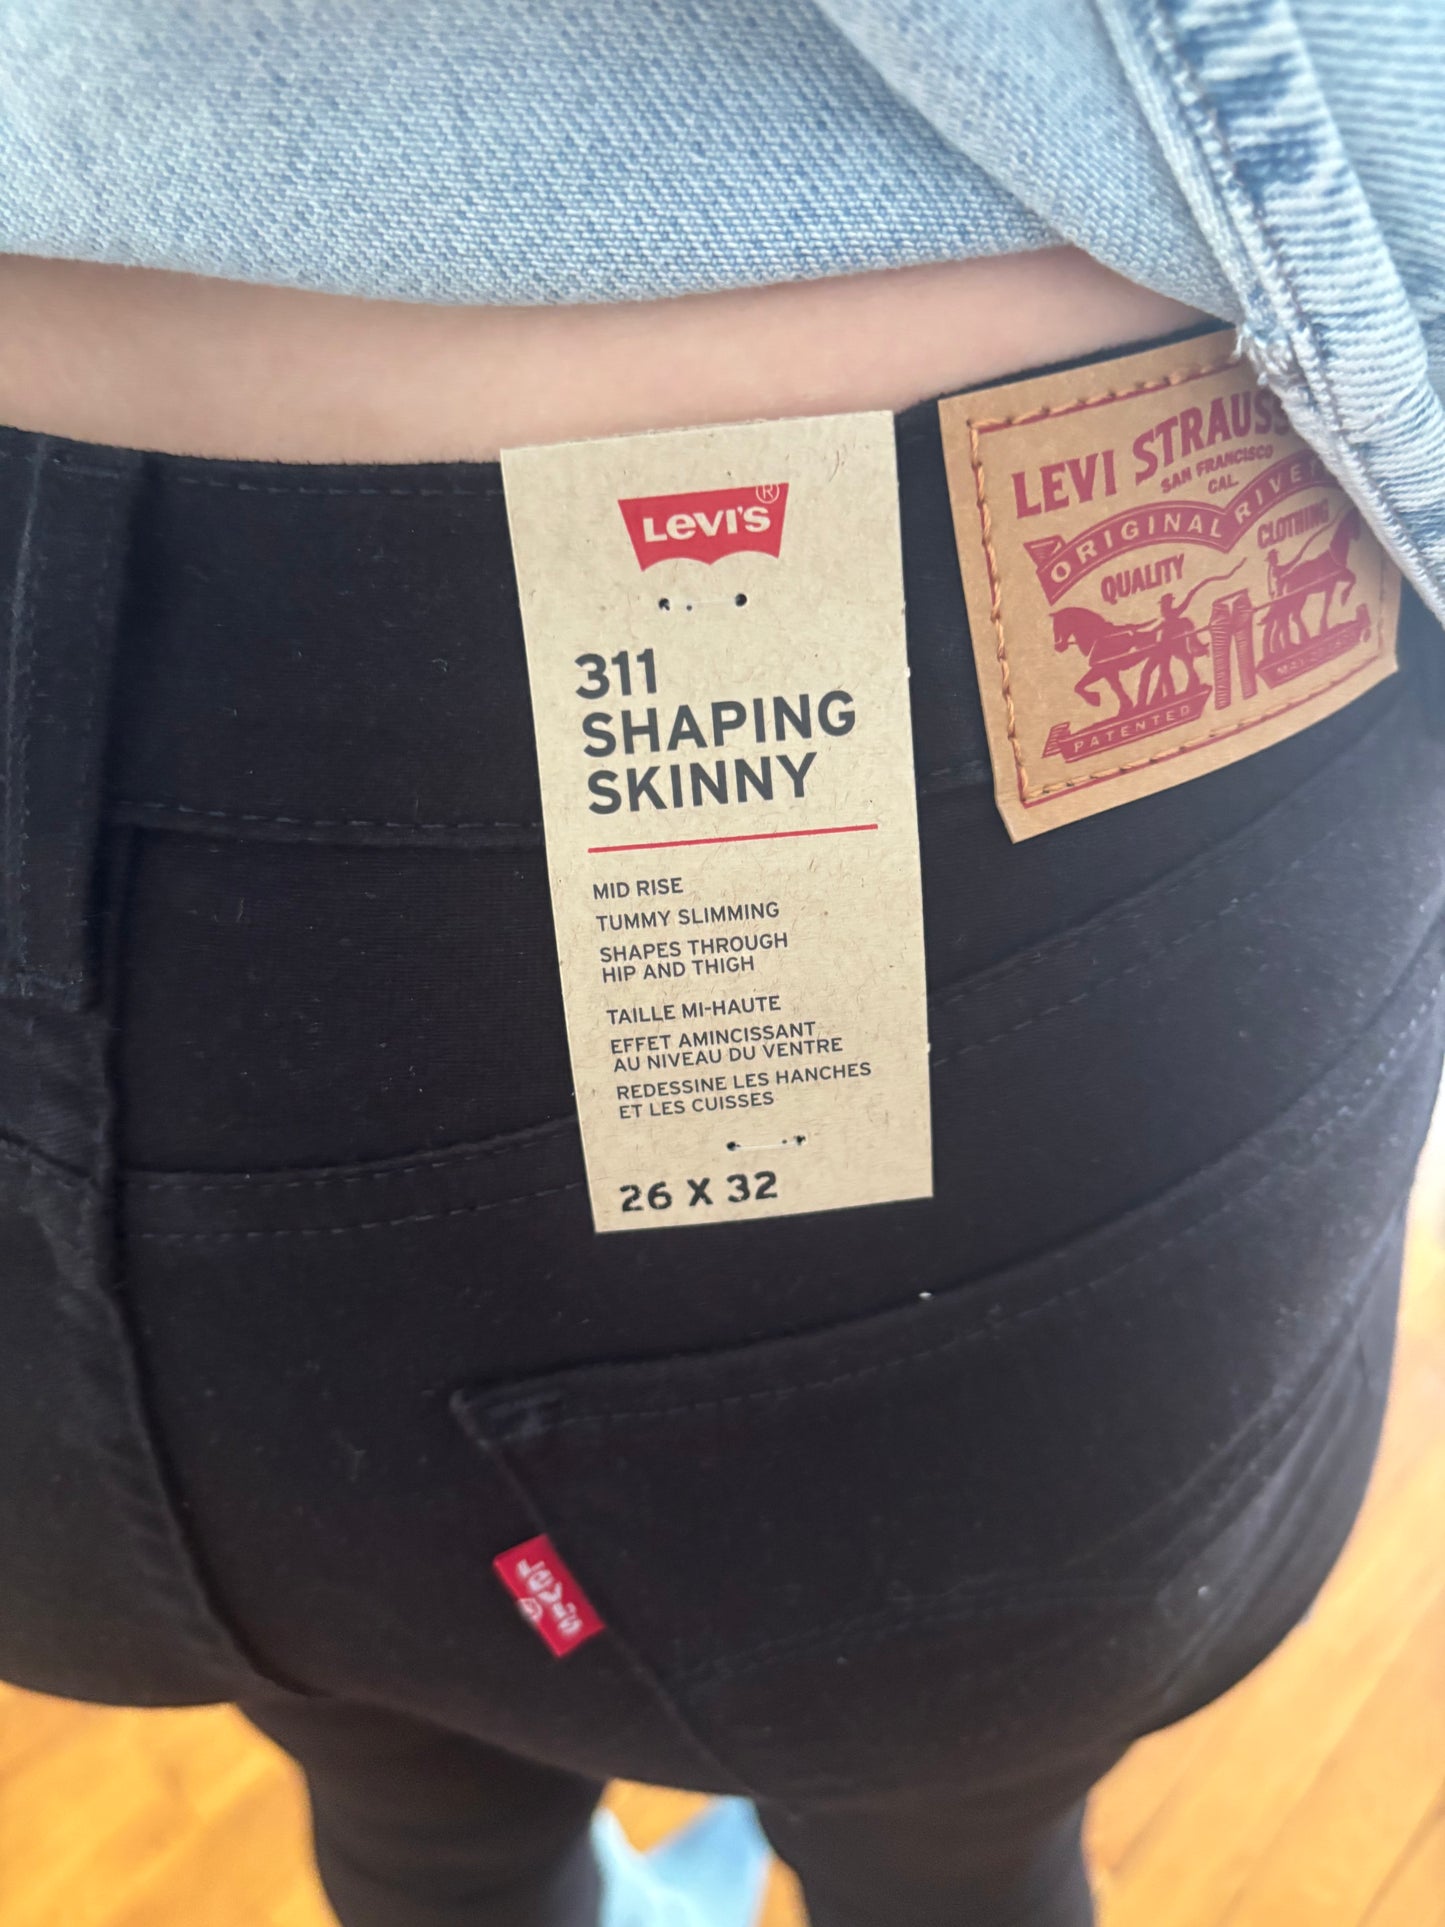 LEVI'S ®
311
SHAPING
SKINNY
MID RISE
TUMMY SLIMMING
SHAPES THROUGH
HIP AND THIGH
TAILLE MI-HAUTE
EFFET AMINCISSANT
AU NIVEAU DU VENTRE
REDESSINE LES HANCHES
ET LES CUISSES
26 X 32
LEVI STRAUSS
SAN FRANCISCO
CAL.
ORIGINAL
QUALITY CLOTHING
PATENTED
Levi's